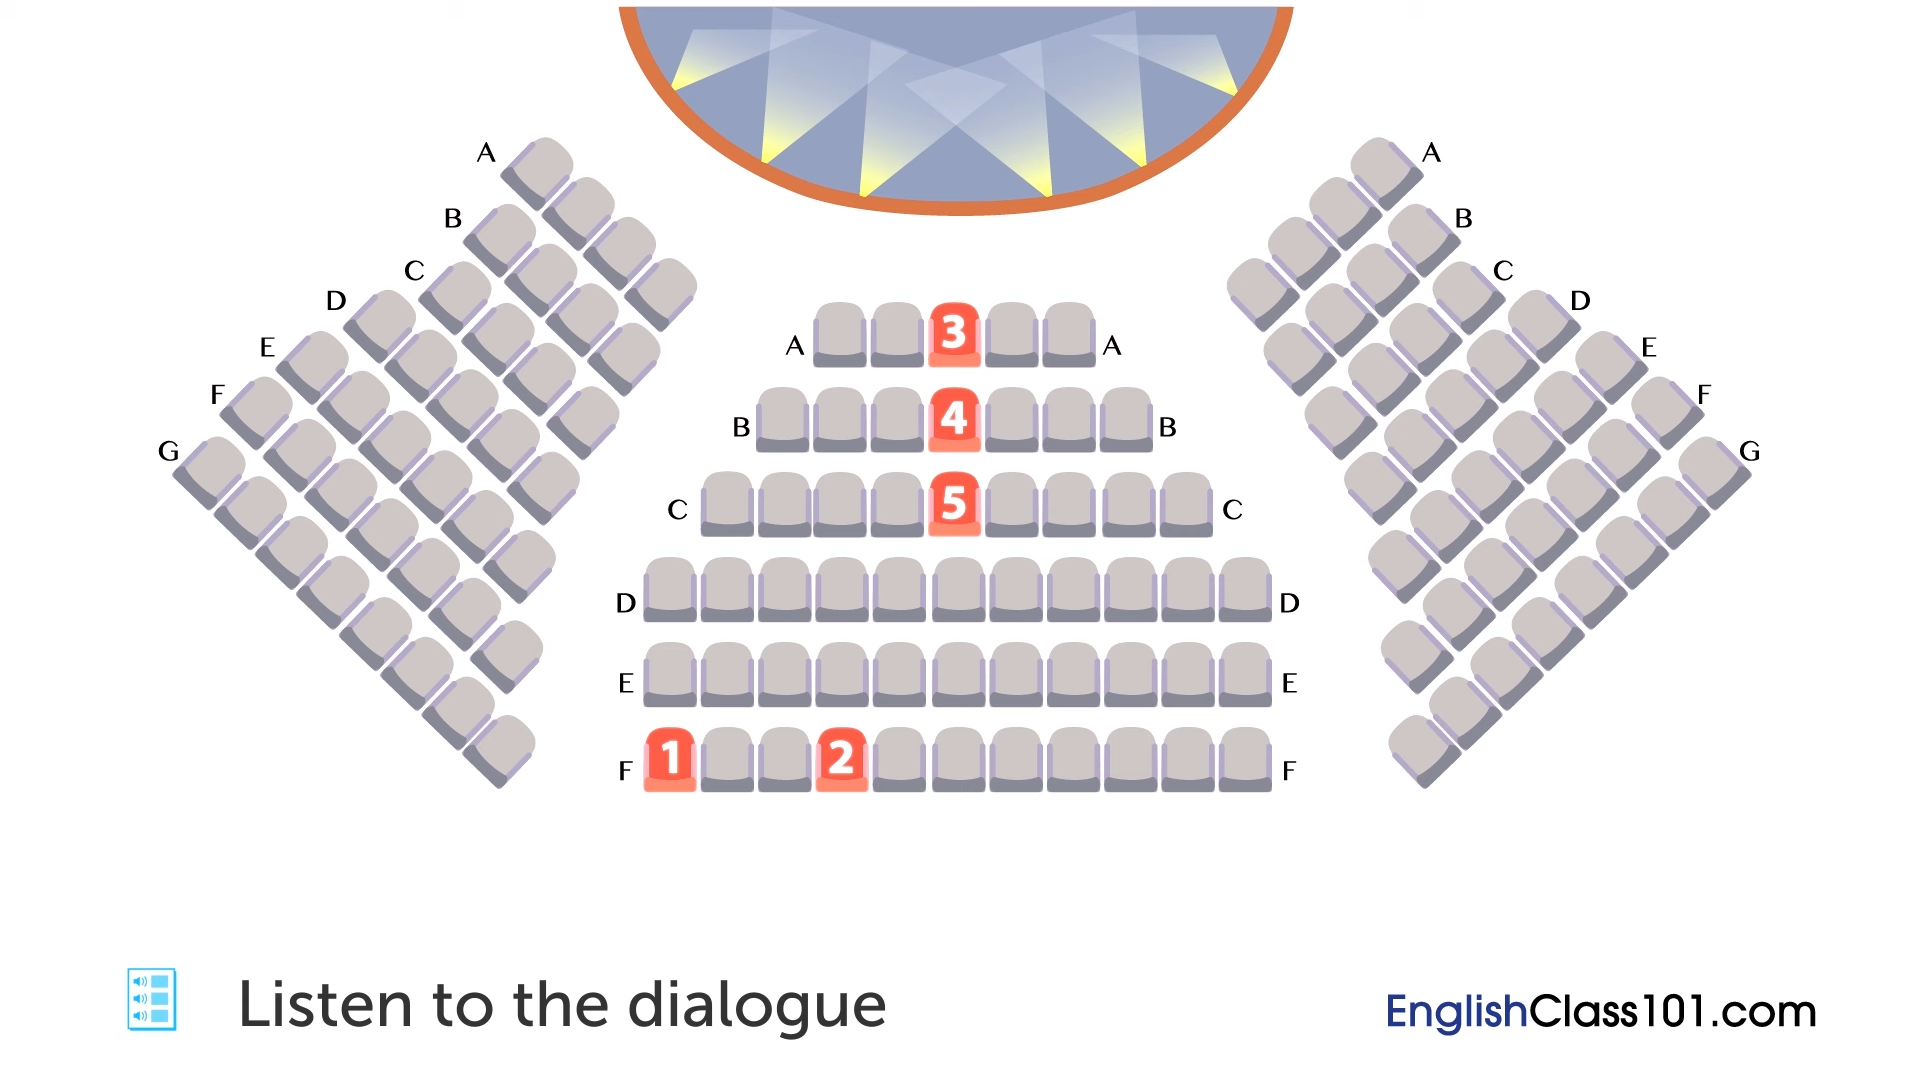 A A
B B
C C
D D
E E
F F
G G
A 3 A
B 4 B
C 5 C
D D
E E
F 1 2 F
Listen to the dialogue
EnglishClass101.com